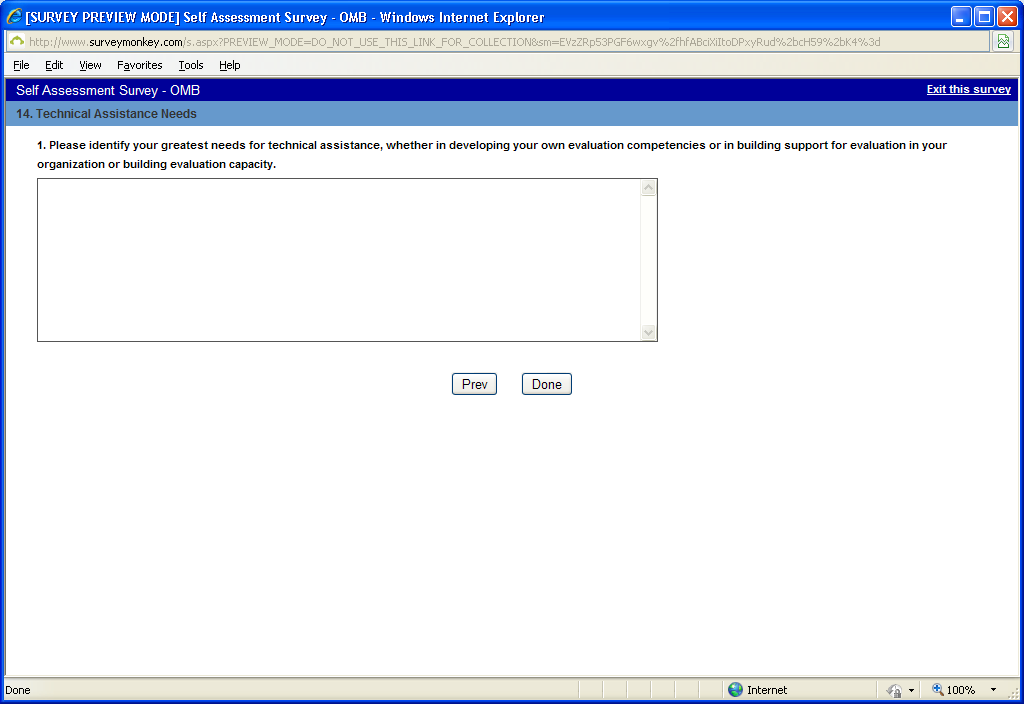 [SURVEY PREVIEW MODE] Self Assessment Survey - OMB - Windows Internet Explorer
http://www.surveymonkey.com/s.aspx?PREVIEW_MODE=DO_NOT_USE_THIS_LINK_FOR_COLLECTION&sm=EVzZRp53PGF6wxgv%2fhfABciXiItoDPxyRud%2bcH59%2bK4%3d
File Edit View Favorites Tools Help
Self Assessment Survey - OMB Exit this survey
14. Technical Assistance Needs
1. Please identify your greatest needs for technical assistance, whether in developing your own evaluation competencies or in building support for evaluation in your
organization or building evaluation capacity.
Prev Done
Done Internet 100%